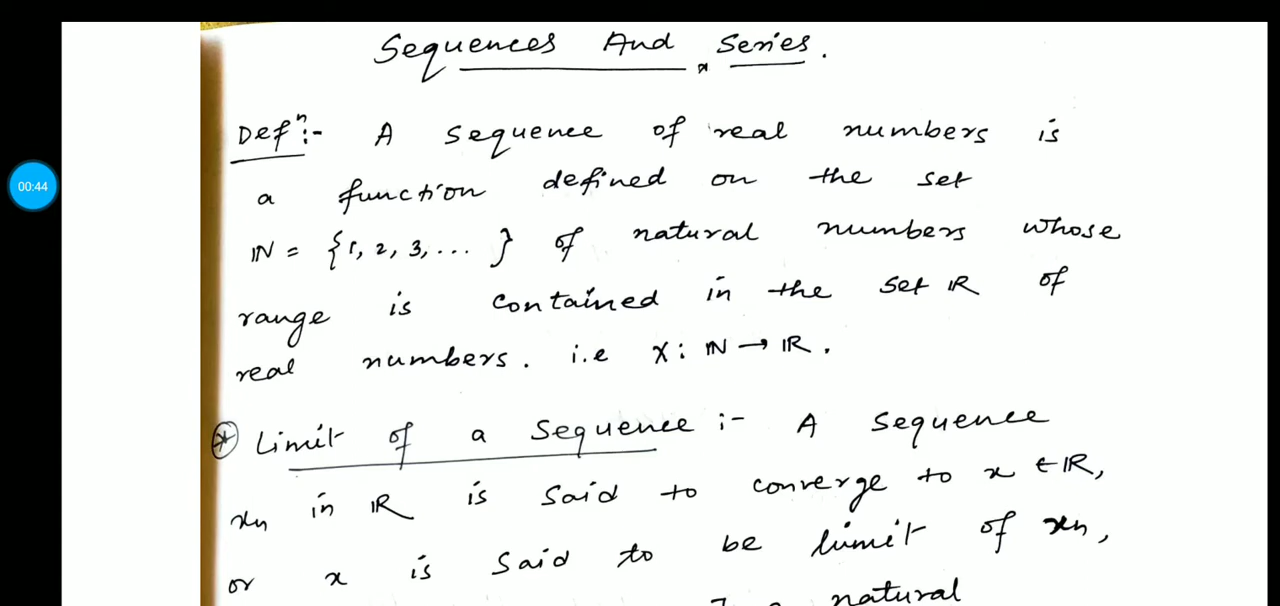 Sequences And Series.
Defⁿ:- A sequence of real numbers is
a function defined on the set
ℕ = {1, 2, 3, ... } of natural numbers whose
range is contained in the set ℝ of
real numbers. i.e X: ℕ → ℝ.
* Limit of a sequence :- A sequence
xn in ℝ is said to converge to x ∈ ℝ,
or x is said to be limit of xn,
natural
00:44